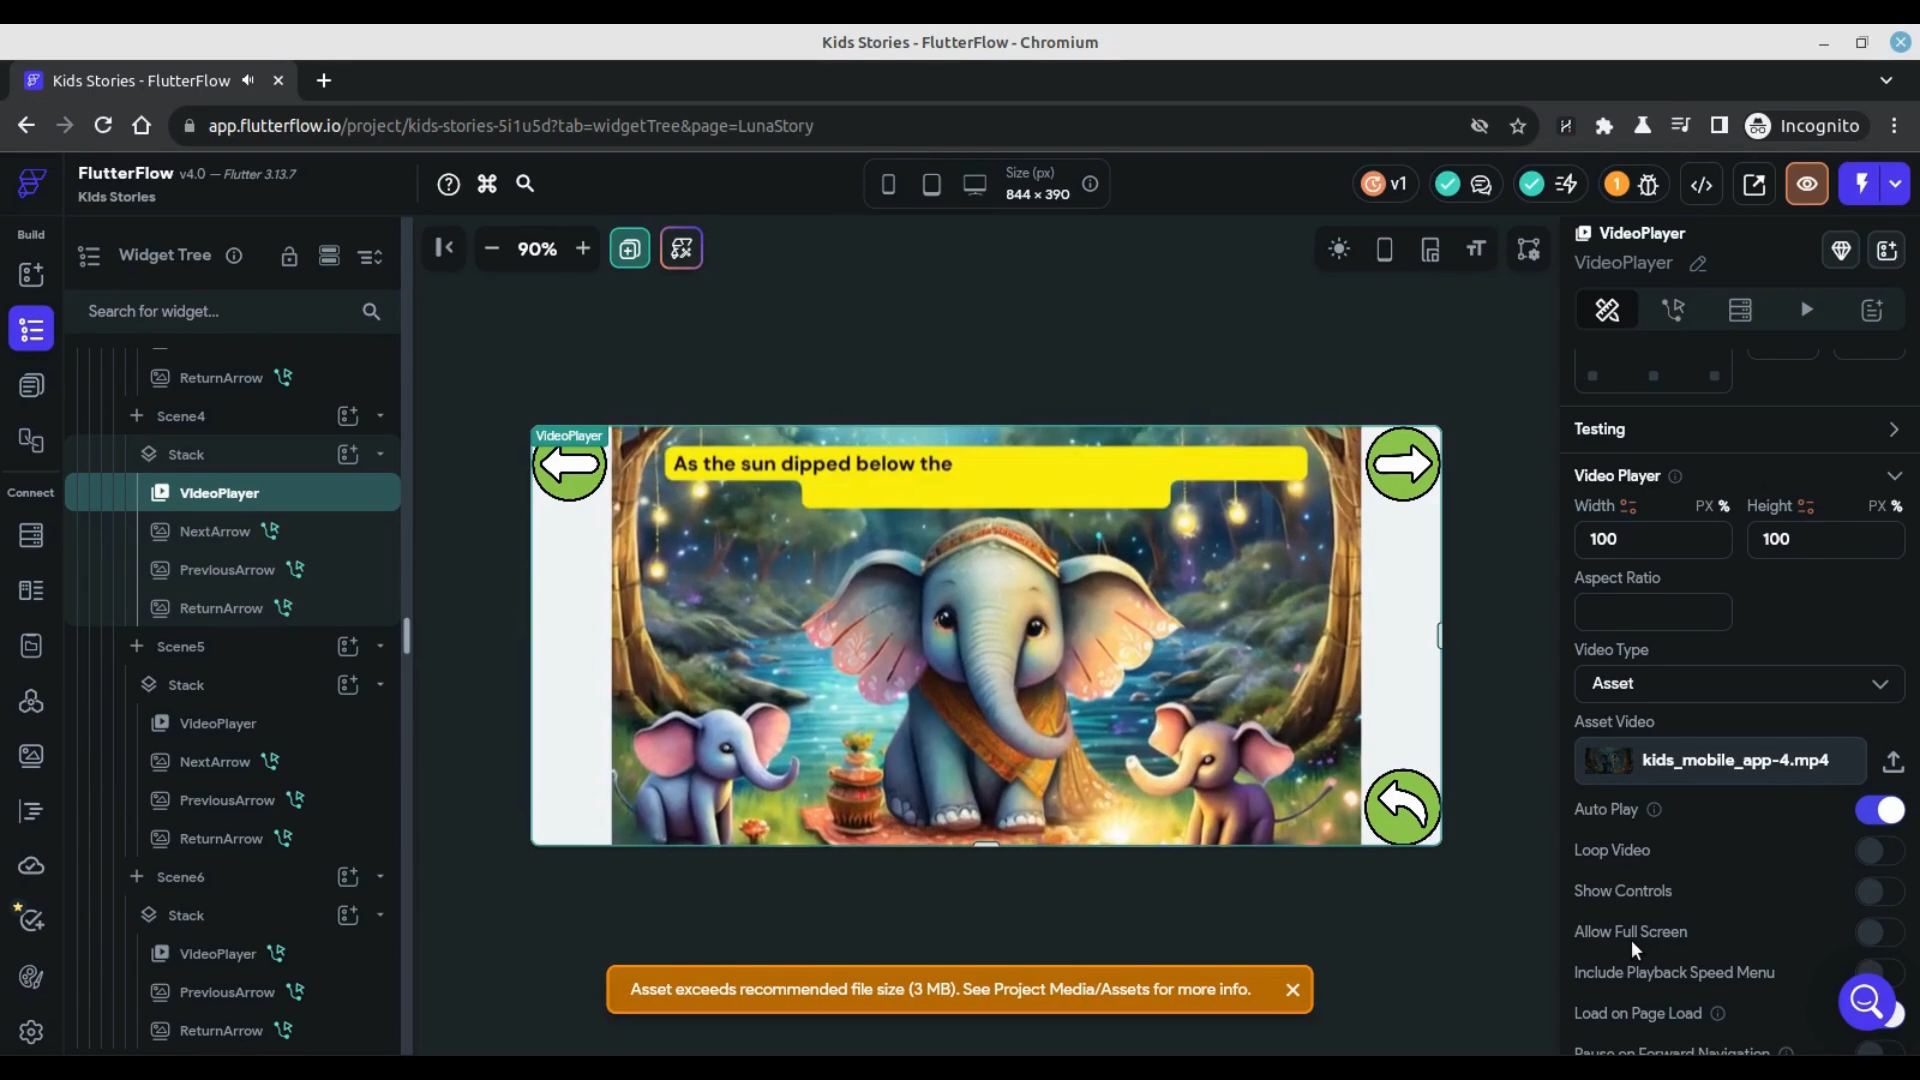 Kids Stories - FlutterFlow - Chromium
Kids Stories - FlutterFlow
app.flutterflow.io/project/kids-stories-5i1u5d?tab=widgetTree&page=LunaStory
Incognito
FlutterFlow v4.0 — Flutter 3.13.7
Kids Stories
Size (px)
844 × 390
v1
1
Build
Connect
Widget Tree
Search for widget...
ReturnArrow
Scene4
Stack
VideoPlayer
NextArrow
PreviousArrow
ReturnArrow
Scene5
Stack
VideoPlayer
NextArrow
PreviousArrow
ReturnArrow
Scene6
Stack
VideoPlayer
PreviousArrow
ReturnArrow
90%
VideoPlayer
As the sun dipped below the
Asset exceeds recommended file size (3 MB). See Project Media/Assets for more info.
VideoPlayer
VideoPlayer
Testing
Video Player
Width PX % Height PX %
100 100
Aspect Ratio
Video Type
Asset
Asset Video
kids_mobile_app-4.mp4
Auto Play
Loop Video
Show Controls
Allow Full Screen
Include Playback Speed Menu
Load on Page Load
Pause on Forward Navigation